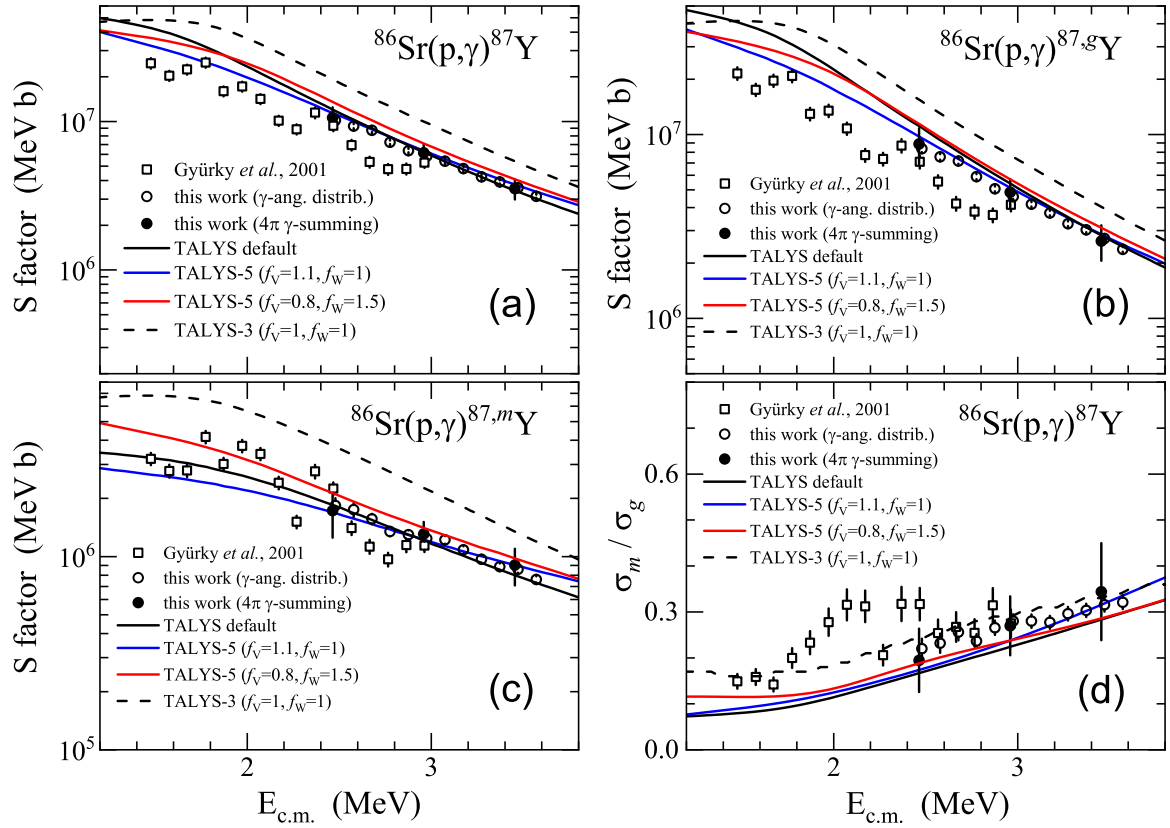 ⁸⁶Sr(p,γ)⁸⁷Y
S factor (MeV b)
10⁷
10⁶
Gyürky et al., 2001
this work (γ-ang. distrib.)
this work (4π γ-summing)
TALYS default
TALYS-5 (f_V=1.1, f_W=1)
TALYS-5 (f_V=0.8, f_W=1.5)
TALYS-3 (f_V=1, f_W=1)
(a)
⁸⁶Sr(p,γ)⁸⁷,ᵍY
S factor (MeV b)
10⁷
10⁶
Gyürky et al., 2001
this work (γ-ang. distrib.)
this work (4π γ-summing)
TALYS default
TALYS-5 (f_V=1.1, f_W=1)
TALYS-5 (f_V=0.8, f_W=1.5)
TALYS-3 (f_V=1, f_W=1)
(b)
⁸⁶Sr(p,γ)⁸⁷,ᵐY
S factor (MeV b)
10⁶
10⁵
Gyürky et al., 2001
this work (γ-ang. distrib.)
this work (4π γ-summing)
TALYS default
TALYS-5 (f_V=1.1, f_W=1)
TALYS-5 (f_V=0.8, f_W=1.5)
TALYS-3 (f_V=1, f_W=1)
(c)
2 3
E_c.m. (MeV)
⁸⁶Sr(p,γ)⁸⁷Y
σ_m / σ_g
0.6
0.3
0.0
Gyürky et al., 2001
this work (γ-ang. distrib.)
this work (4π γ-summing)
TALYS default
TALYS-5 (f_V=1.1, f_W=1)
TALYS-5 (f_V=0.8, f_W=1.5)
TALYS-3 (f_V=1, f_W=1)
(d)
2 3
E_c.m. (MeV)